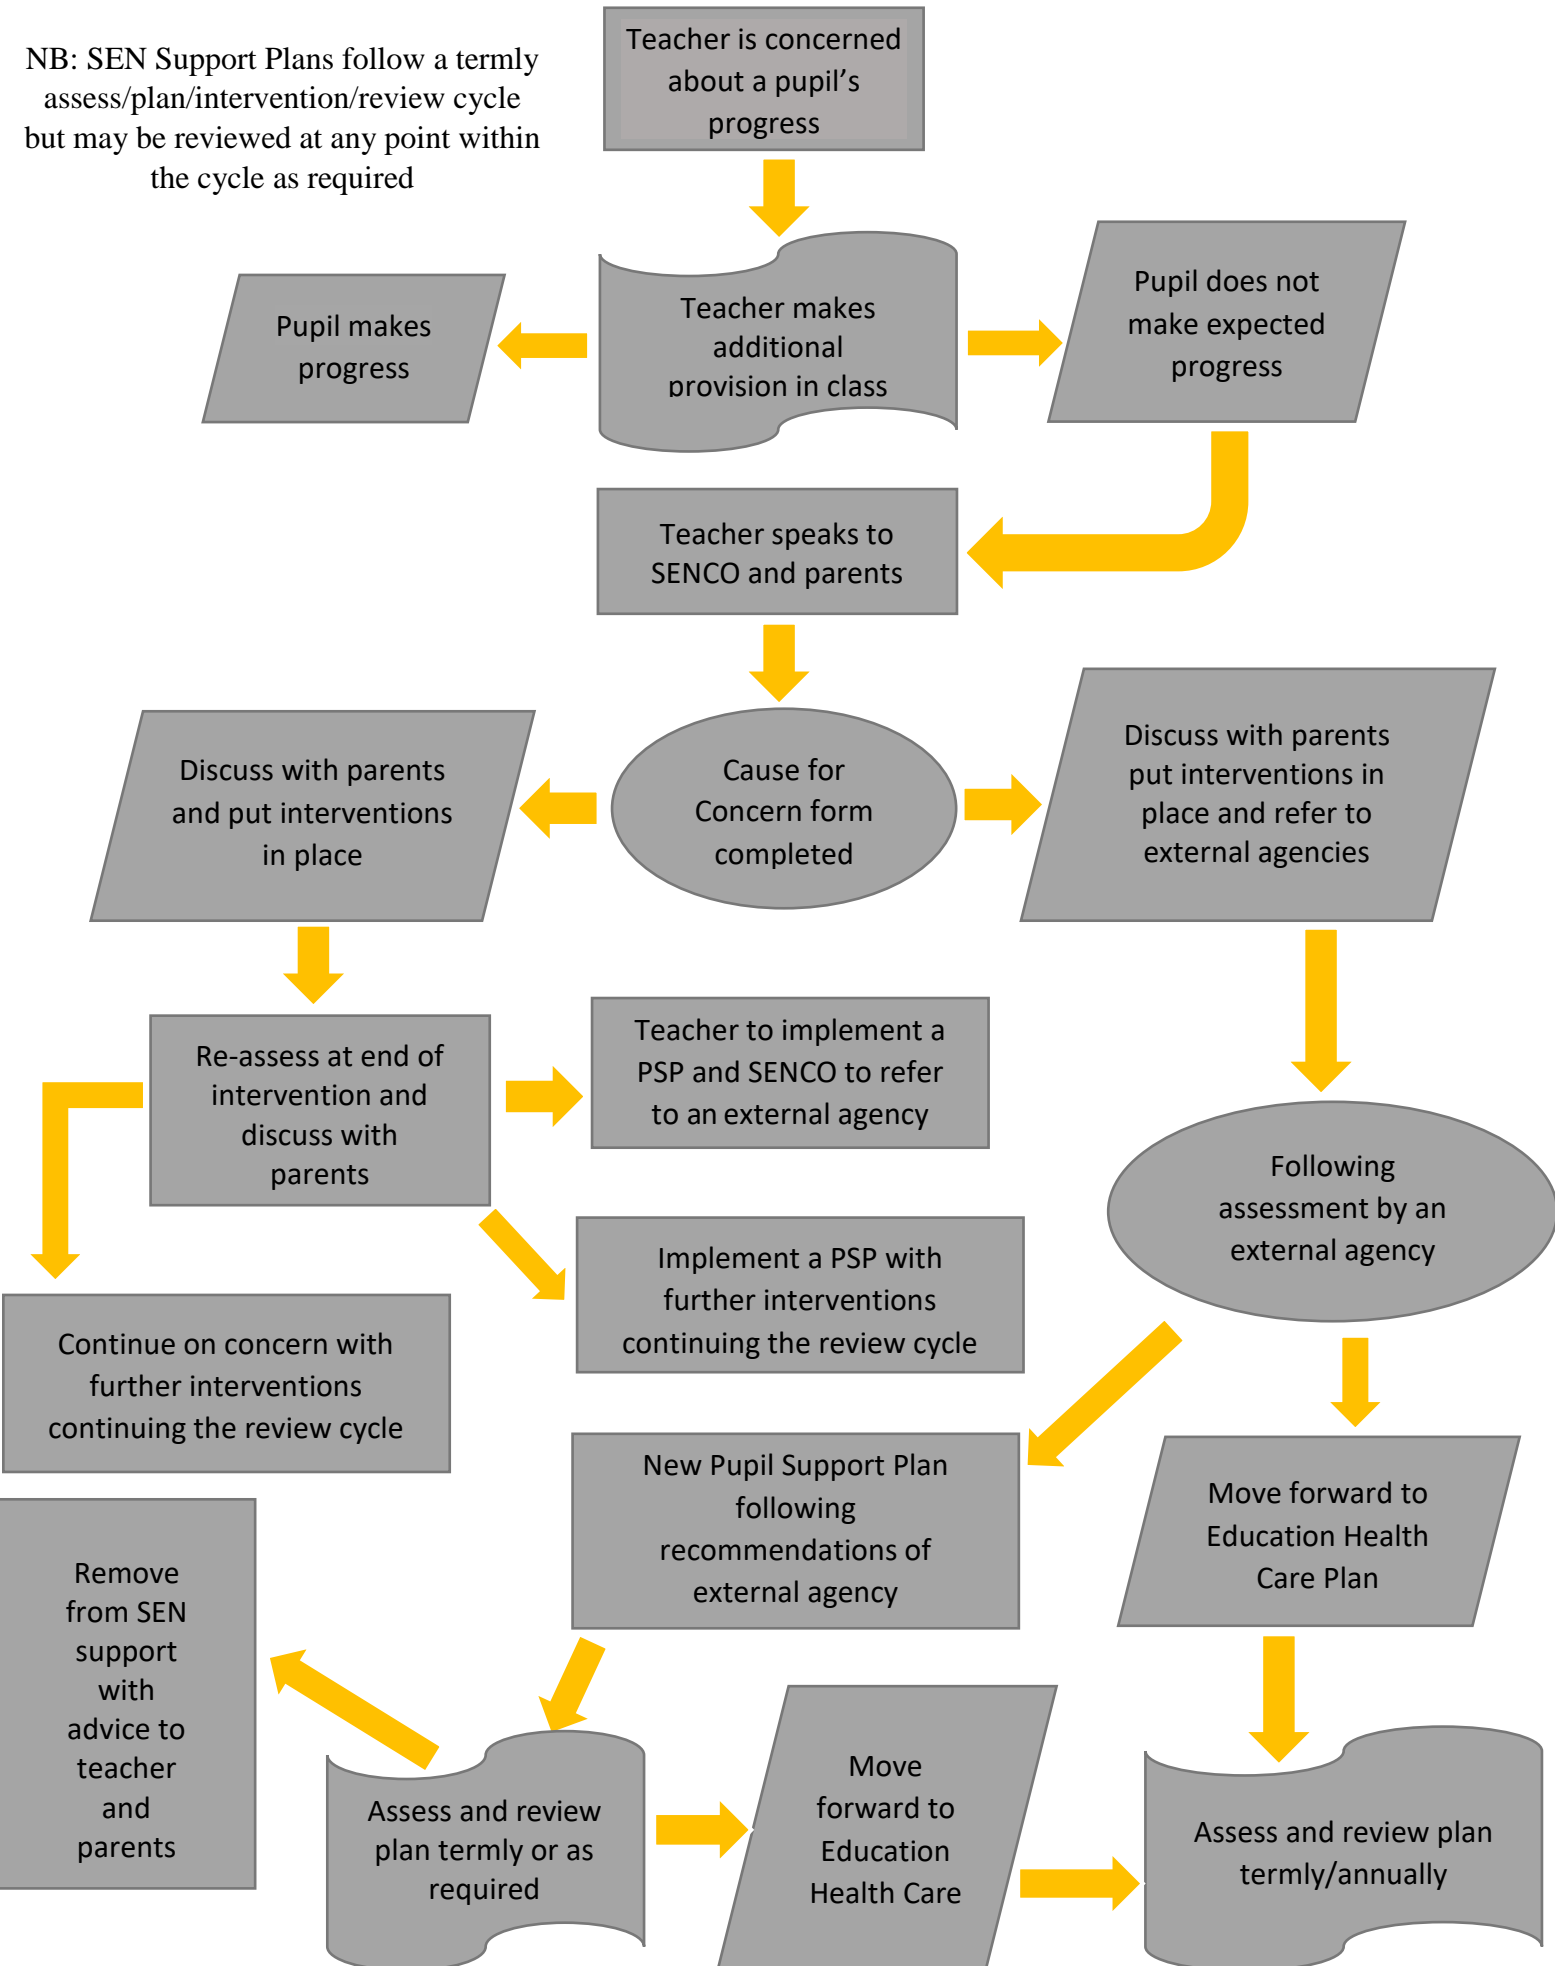 NB: SEN Support Plans follow a termly
assess/plan/intervention/review cycle
but may be reviewed at any point within
the cycle as required
Teacher is concerned
about a pupil's
progress
Pupil makes
progress
Teacher makes
additional
provision in class
Pupil does not
make expected
progress
Teacher speaks to
SENCO and parents
Discuss with parents
and put interventions
in place
Cause for
Concern form
completed
Discuss with parents
put interventions in
place and refer to
external agencies
Re-assess at end of
intervention and
discuss with
parents
Teacher to implement a
PSP and SENCO to refer
to an external agency
Following
assessment by an
external agency
Implement a PSP with
further interventions
continuing the review cycle
Continue on concern with
further interventions
continuing the review cycle
New Pupil Support Plan
following
recommendations of
external agency
Move forward to
Education Health
Care Plan
Remove
from SEN
support
with
advice to
teacher
and
parents
Assess and review
plan termly or as
required
Move
forward to
Education
Health Care
Assess and review plan
termly/annually